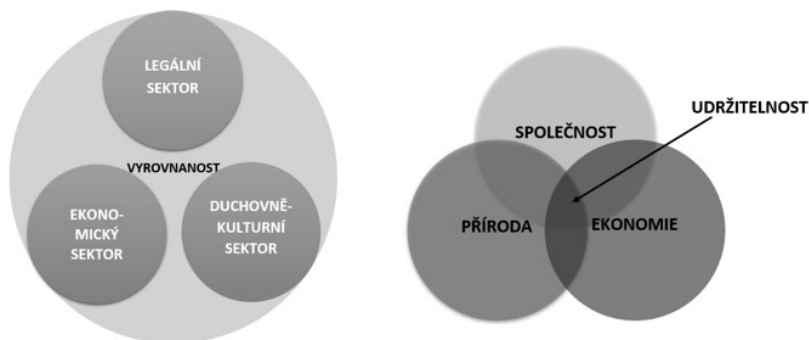 LEGÁLNÍ
SEKTOR
VYROVNANOST
EKONO-
MICKÝ
SEKTOR
DUCHOVNĚ-
KULTURNÍ
SEKTOR
UDRŽITELNOST
SPOLEČNOST
PŘÍRODA
EKONOMIE